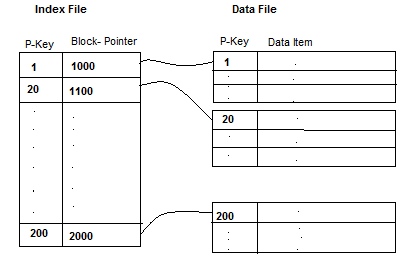 Index File Data File
P-Key Block- Pointer P-Key Data Item
1 1000 1
20 1100
20
200
200 2000